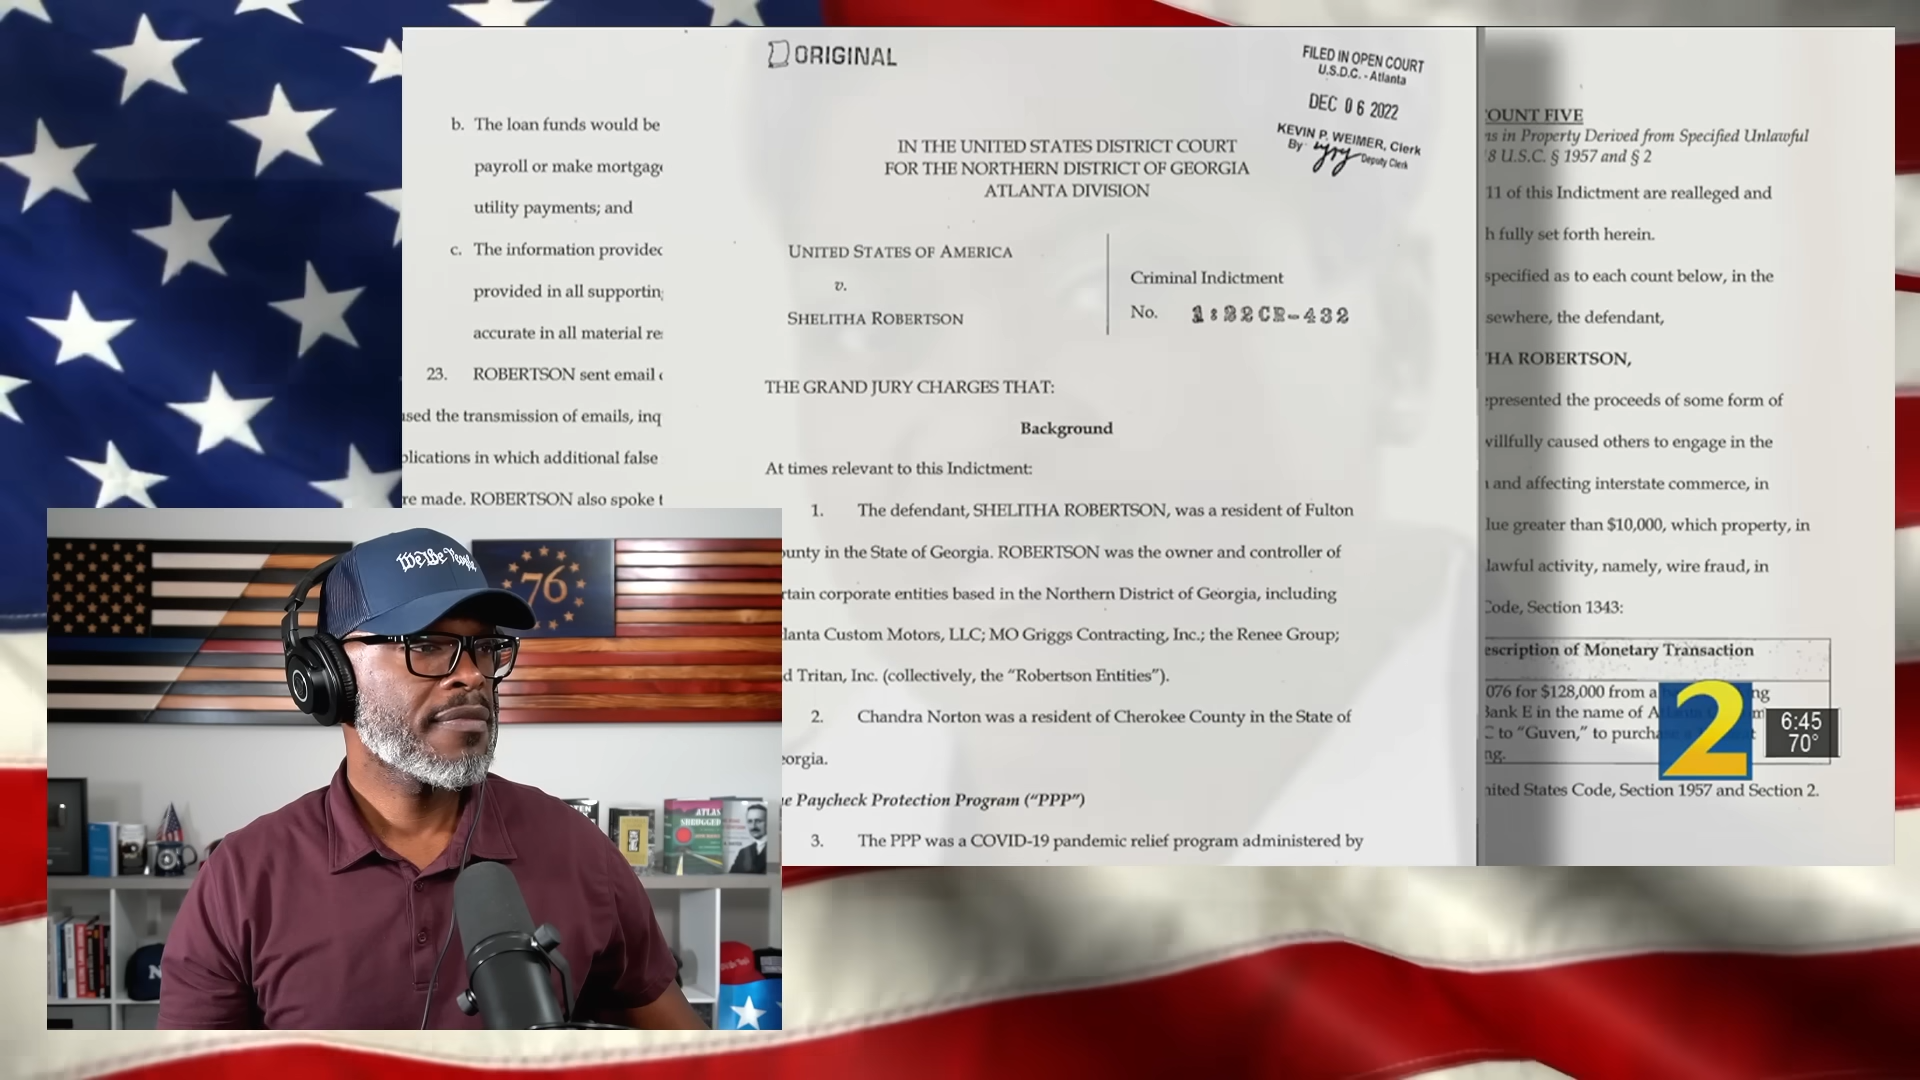 b. The loan funds would be
payroll or make mortgage
utility payments; and
c. The information provided
provided in all supporting
accurate in all material re
23. ROBERTSON sent email
used the transmission of emails, inq
plications in which additional false
re made. ROBERTSON also spoke t
ORIGINAL
FILED IN OPEN COURT
U.S.D.C. - Atlanta
DEC 06 2022
KEVIN P. WEIMER, Clerk
By
Deputy Clerk
IN THE UNITED STATES DISTRICT COURT
FOR THE NORTHERN DISTRICT OF GEORGIA
ATLANTA DIVISION
UNITED STATES OF AMERICA
v.
SHELITHA ROBERTSON
Criminal Indictment
No. 1:22CR-432
THE GRAND JURY CHARGES THAT:
Background
At times relevant to this Indictment:
1. The defendant, SHELITHA ROBERTSON, was a resident of Fulton
ounty in the State of Georgia. ROBERTSON was the owner and controller of
rtain corporate entities based in the Northern District of Georgia, including
lanta Custom Motors, LLC; MO Griggs Contracting, Inc.; the Renee Group;
d Tritan, Inc. (collectively, the “Robertson Entities”).
2. Chandra Norton was a resident of Cherokee County in the State of
eorgia.
e Paycheck Protection Program (“PPP”)
3. The PPP was a COVID-19 pandemic relief program administered by
OUNT FIVE
ns in Property Derived from Specified Unlawful
8 U.S.C. § 1957 and § 2
11 of this Indictment are realleged and
h fully set forth herein.
specified as to each count below, in the
sewhere, the defendant,
HA ROBERTSON,
epresented the proceeds of some form of
willfully caused others to engage in the
and affecting interstate commerce, in
lue greater than $10,000, which property, in
lawful activity, namely, wire fraud, in
Code, Section 1343:
escription of Monetary Transaction
076 for $128,000 from a ng
Bank E in the name of A m
C to “Guven,” to purch
ng.
nited States Code, Section 1957 and Section 2.
2
6:45
70°
We The People
76
ATLAS
SHRUGGED